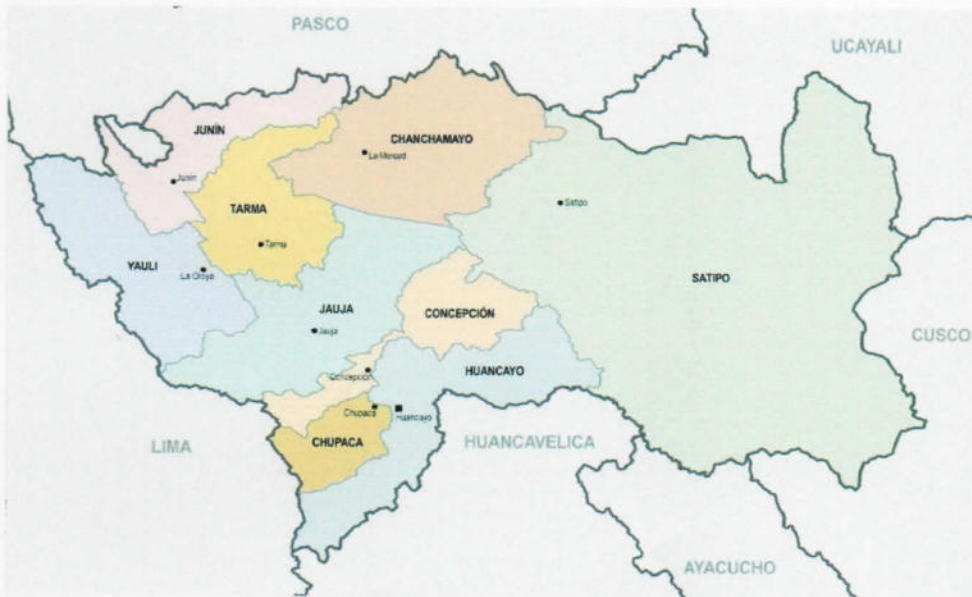 PASCO
UCAYALI
JUNÍN
CHANCHAMAYO
La Merced
Junín
Satipo
TARMA
Tarma
YAULI
La Oroya
SATIPO
JAUJA
CONCEPCIÓN
Jauja
CUSCO
HUANCAYO
Concepción
Chupaca
Huancayo
LIMA
CHUPACA
HUANCAVELICA
AYACUCHO